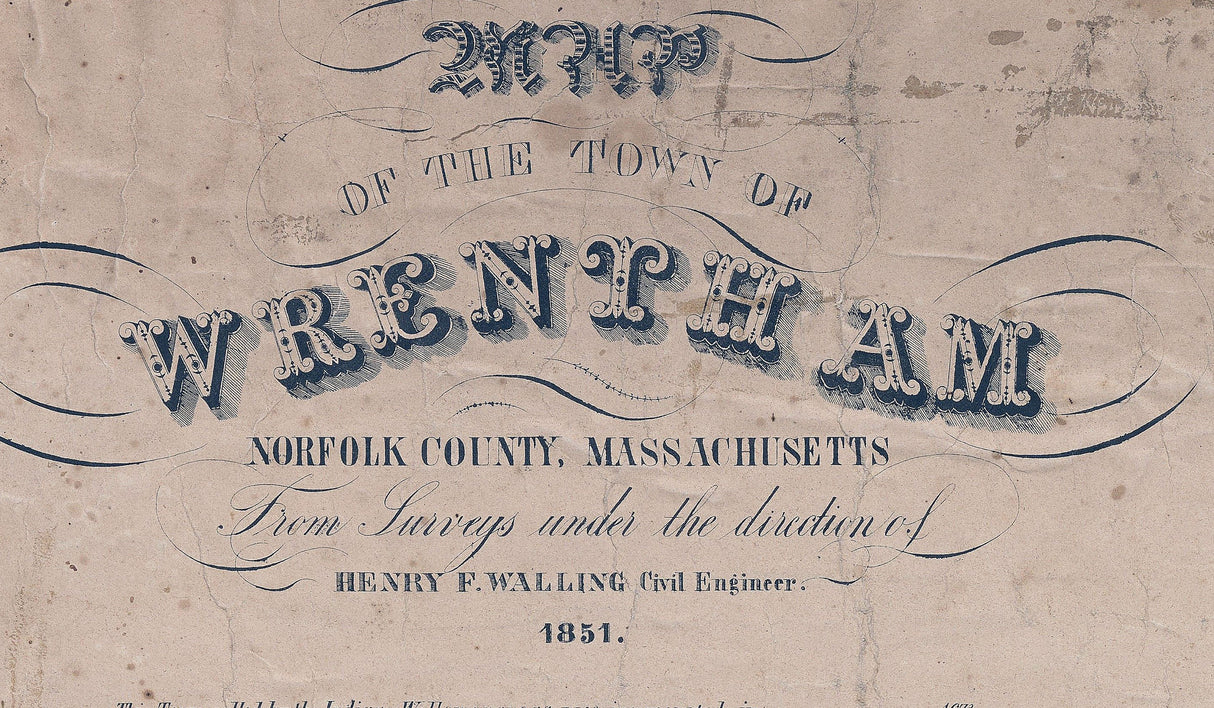 MAP
OF THE TOWN OF
WRENTHAM
NORFOLK COUNTY, MASSACHUSETTS
From Surveys under the direction of
HENRY F. WALLING Civil Engineer.
1851.